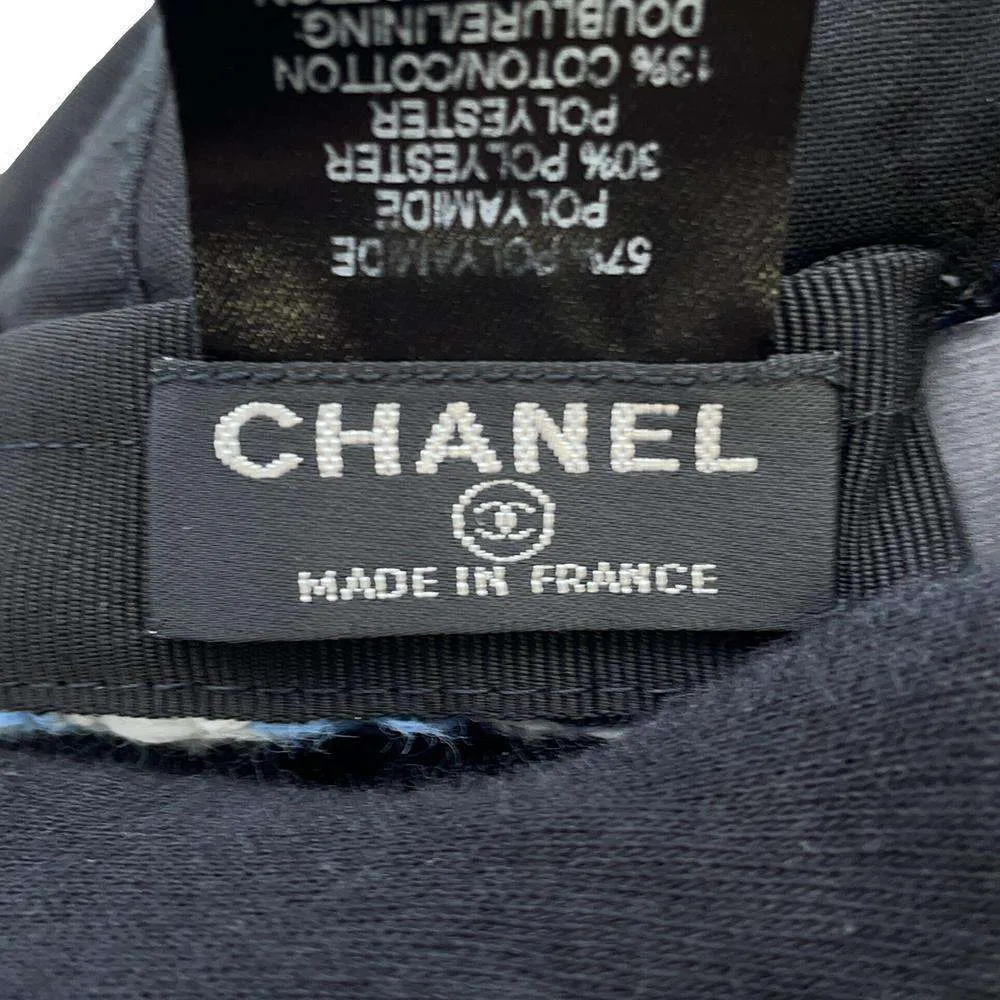 57% POLYAMIDE
POLYAMIDE
30% POLYESTER
POLYESTER
13% COTON/COTTON
DOUBLURE/LINING
CHANEL
MADE IN FRANCE